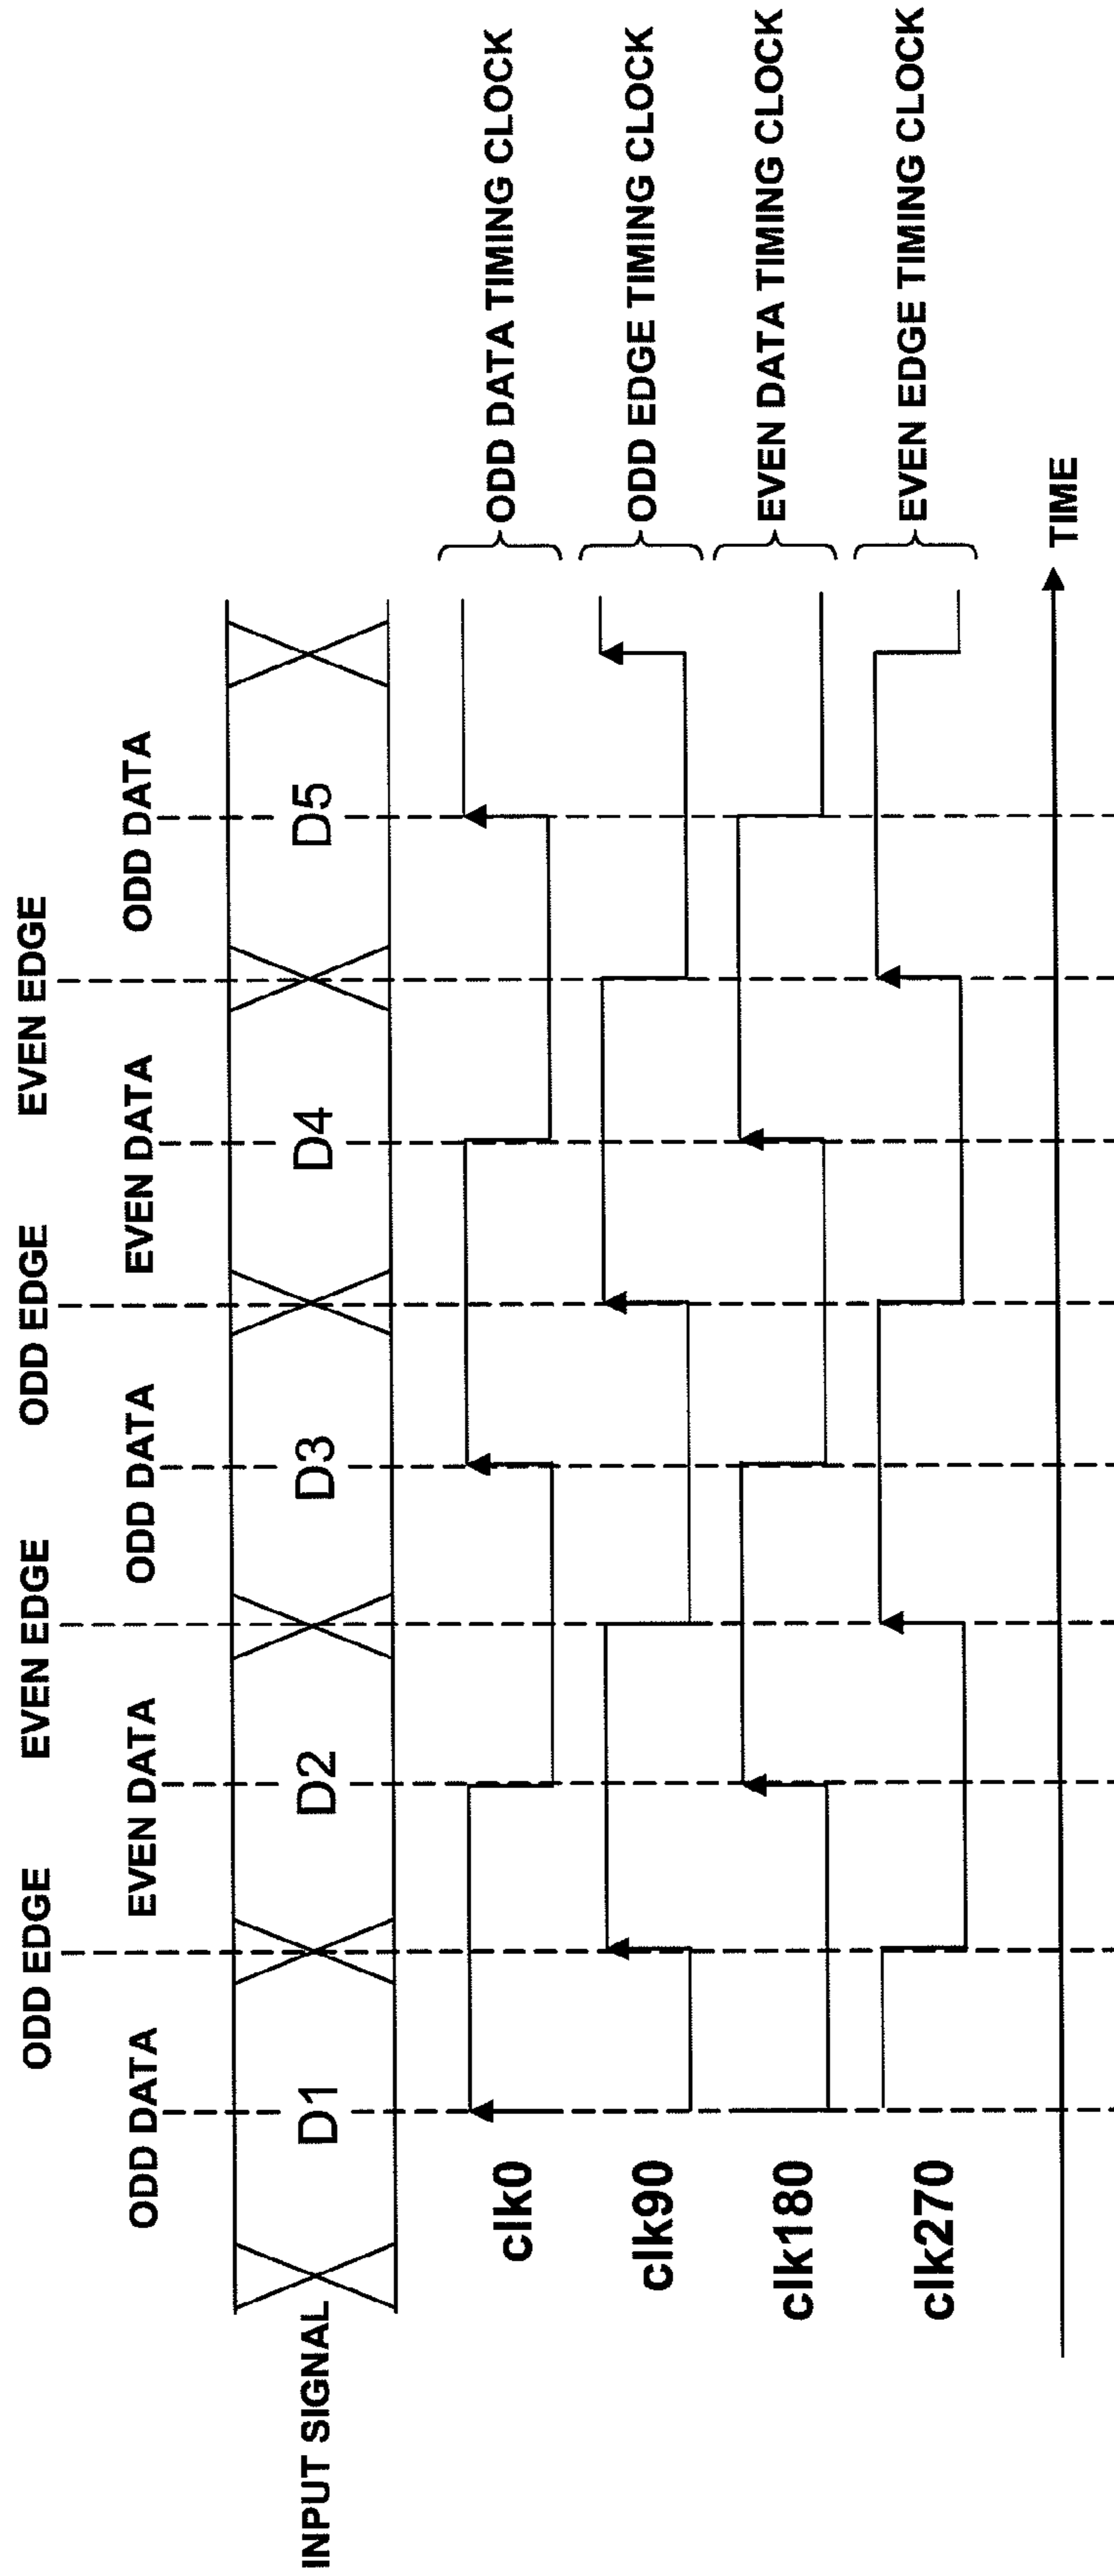 ODD EDGE EVEN EDGE ODD EDGE EVEN EDGE
ODD DATA EVEN DATA ODD DATA EVEN DATA ODD DATA
INPUT SIGNAL D1 D2 D3 D4 D5
clk0 ODD DATA TIMING CLOCK
clk90 ODD EDGE TIMING CLOCK
clk180 EVEN DATA TIMING CLOCK
clk270 EVEN EDGE TIMING CLOCK
TIME